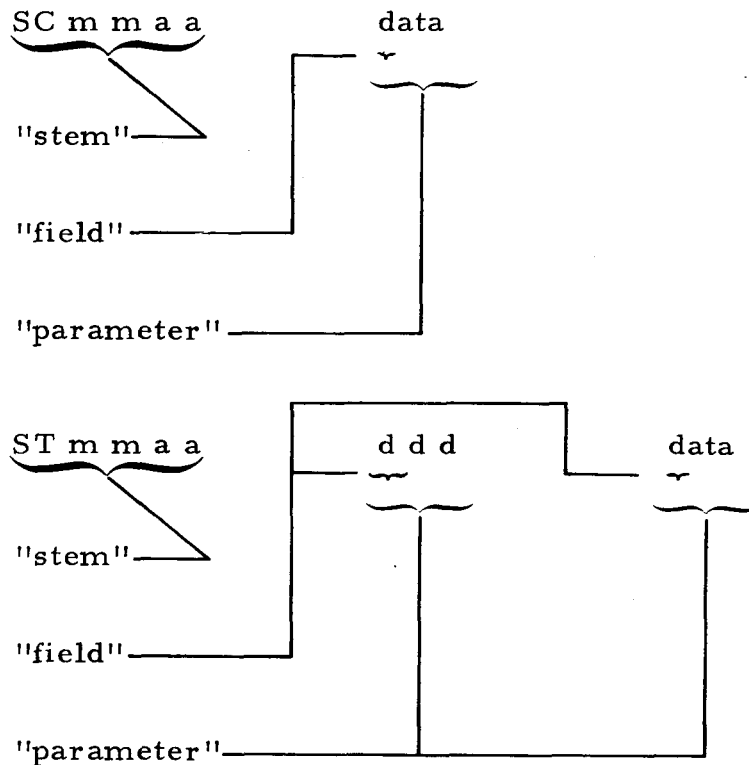 SC m m a a data
"stem"
"field"
"parameter"
ST m m a a d d d data
"stem"
"field"
"parameter"